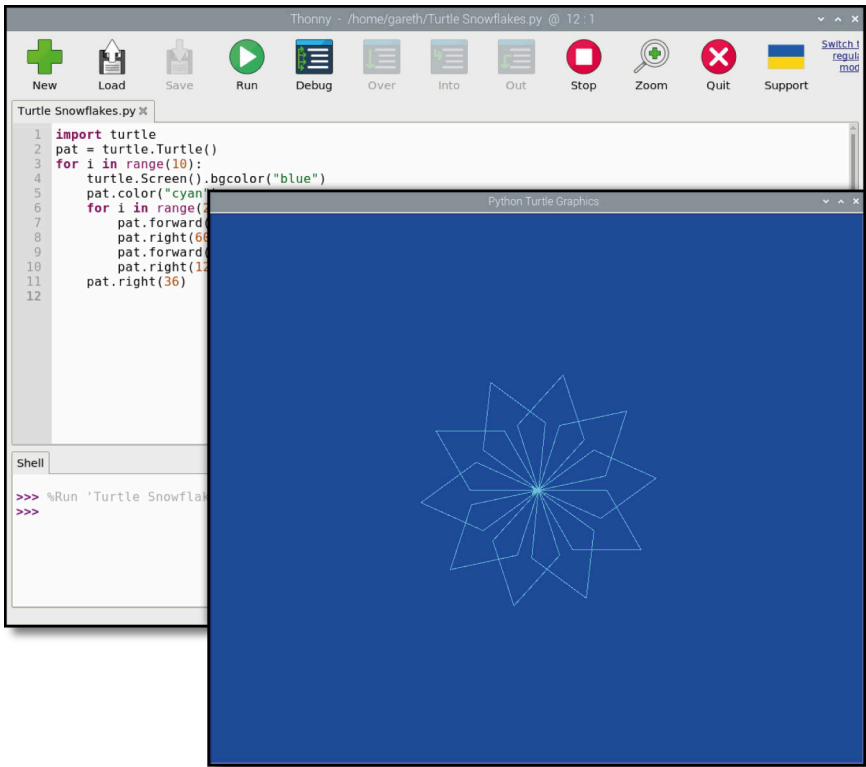 Thonny - /home/gareth/Turtle Snowflakes.py @ 12:1
New Load Save Run Debug Over Into Out Stop Zoom Quit Support
Switch
Turtle Snowflakes.py
1 import turtle
2 pat = turtle.Turtle()
3 for i in range(10):
4     turtle.Screen().bgcolor("blue")
5     pat.color("cyan"
6     for i in range(2
7         pat.forward(
8         pat.right(60
9         pat.forward(
10         pat.right(12
11     pat.right(36)
12
Python Turtle Graphics
Shell
>>> %Run 'Turtle Snowflak
>>>